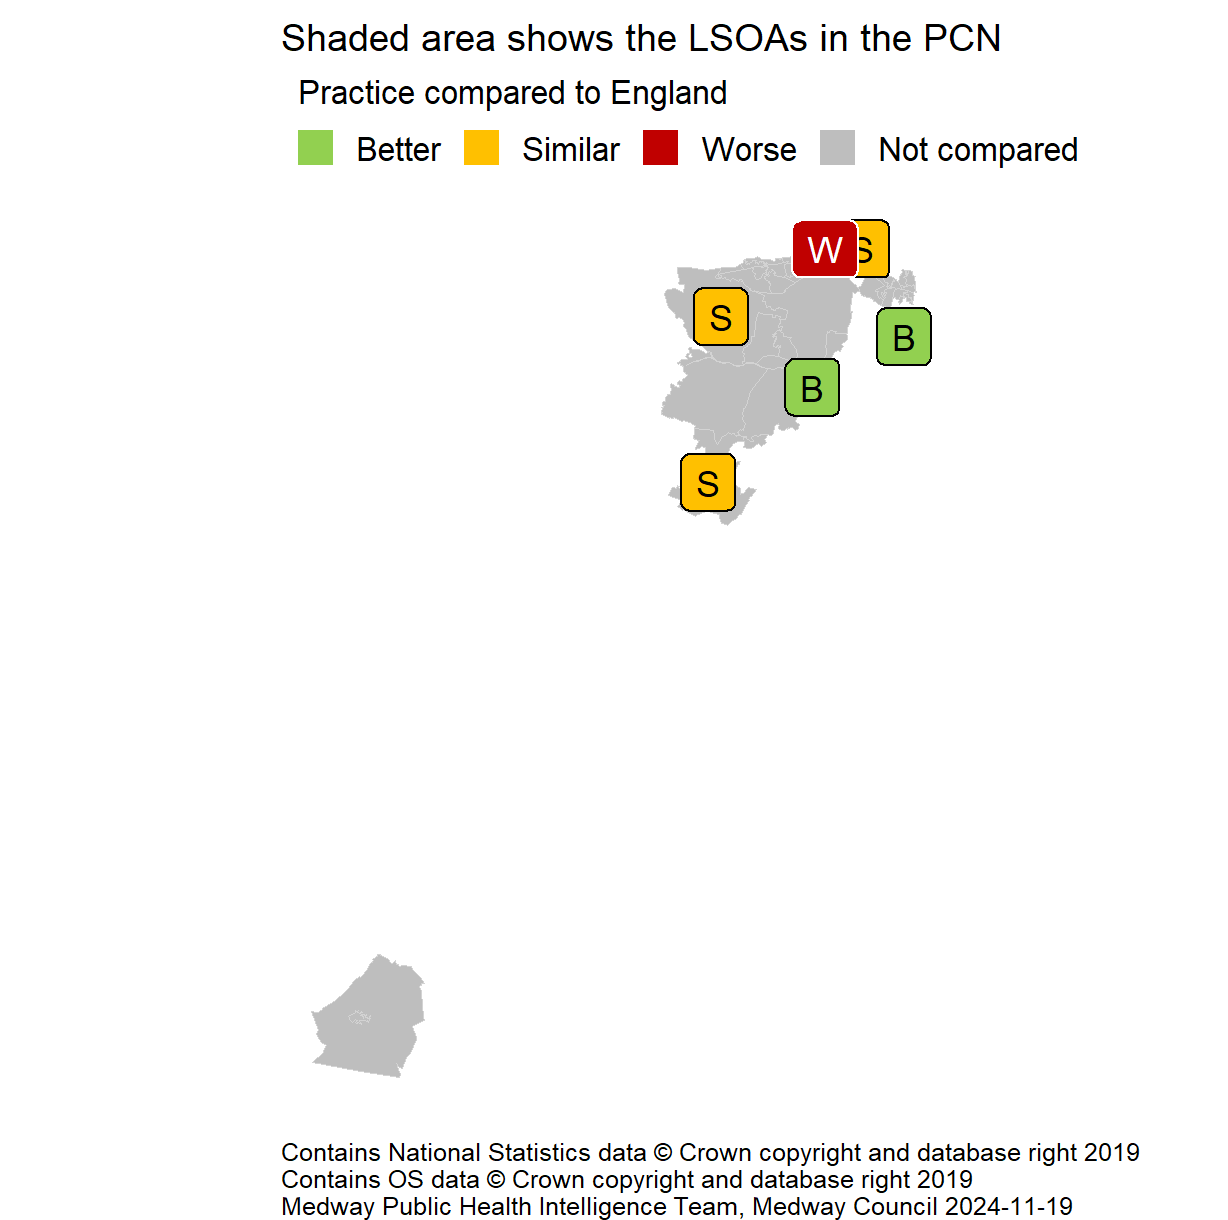 Shaded area shows the LSOAs in the PCN
Practice compared to England
Better Similar Worse Not compared
W S
S
B
B
S
Contains National Statistics data © Crown copyright and database right 2019
Contains OS data © Crown copyright and database right 2019
Medway Public Health Intelligence Team, Medway Council 2024-11-19